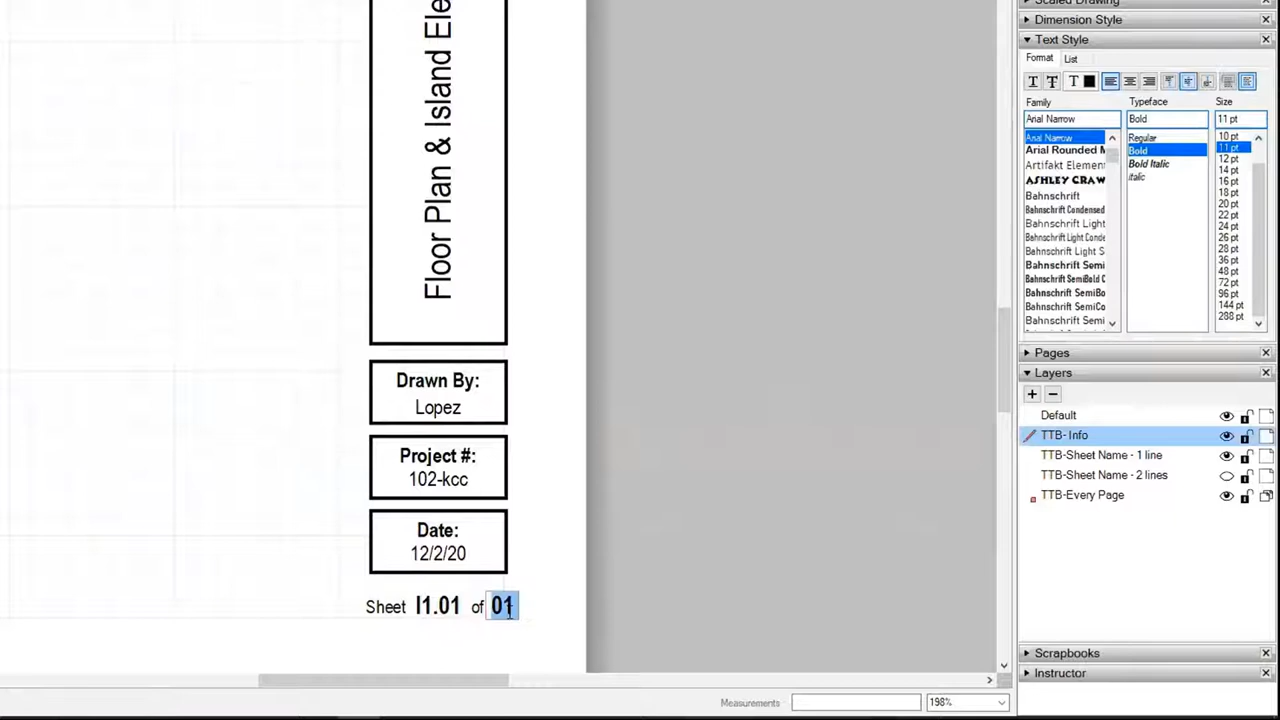 Scaled Drawing
Dimension Style
Text Style
Format List
T T T
Family Typeface Size
Arial Narrow Bold 11 pt
Arial Narrow
Arial Rounded M
Artifakt Element
ASHLEY CRAW
Bahnschrift
Bahnschrift Condensed
Bahnschrift Light
Bahnschrift Light Conde
Bahnschrift Light S
Bahnschrift Semi
Bahnschrift SemiBold C
Bahnschrift SemiBo
Bahnschrift SemiCo
Bahnschrift Semi
Regular
Bold
Bold Italic
Italic
10 pt
11 pt
12 pt
14 pt
16 pt
18 pt
20 pt
22 pt
24 pt
26 pt
28 pt
36 pt
48 pt
72 pt
96 pt
144 pt
288 pt
Pages
Layers
Default
TTB- Info
TTB-Sheet Name - 1 line
TTB-Sheet Name - 2 lines
TTB-Every Page
Scrapbooks
Instructor
Floor Plan & Island Ele
Drawn By:
Lopez
Project #:
102-kcc
Date:
12/2/20
Sheet I1.01 of 01
Measurements 198%